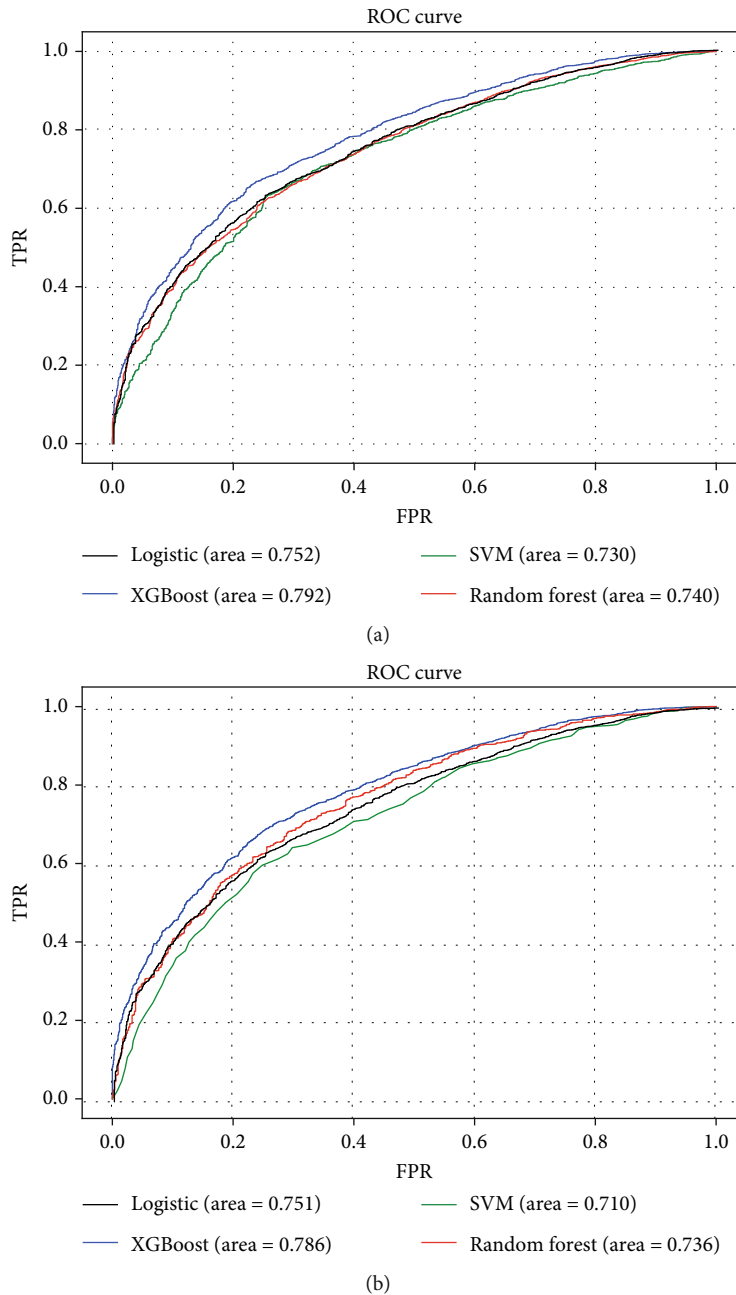 ROC curve
1.0
0.8
0.6
0.4
0.2
0.0
TPR
0.0 0.2 0.4 0.6 0.8 1.0
FPR
Logistic (area = 0.752) SVM (area = 0.730)
XGBoost (area = 0.792) Random forest (area = 0.740)
(a)
ROC curve
1.0
0.8
0.6
0.4
0.2
0.0
TPR
0.0 0.2 0.4 0.6 0.8 1.0
FPR
Logistic (area = 0.751) SVM (area = 0.710)
XGBoost (area = 0.786) Random forest (area = 0.736)
(b)